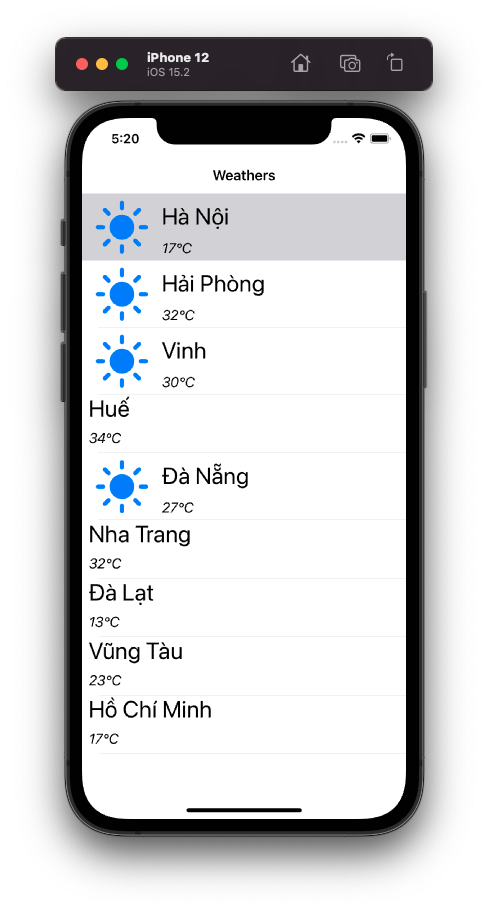 iPhone 12
iOS 15.2
5:20
Weathers
Hà Nội
17°C
Hải Phòng
32°C
Vinh
30°C
Huế
34°C
Đà Nẵng
27°C
Nha Trang
32°C
Đà Lạt
13°C
Vũng Tàu
23°C
Hồ Chí Minh
17°C